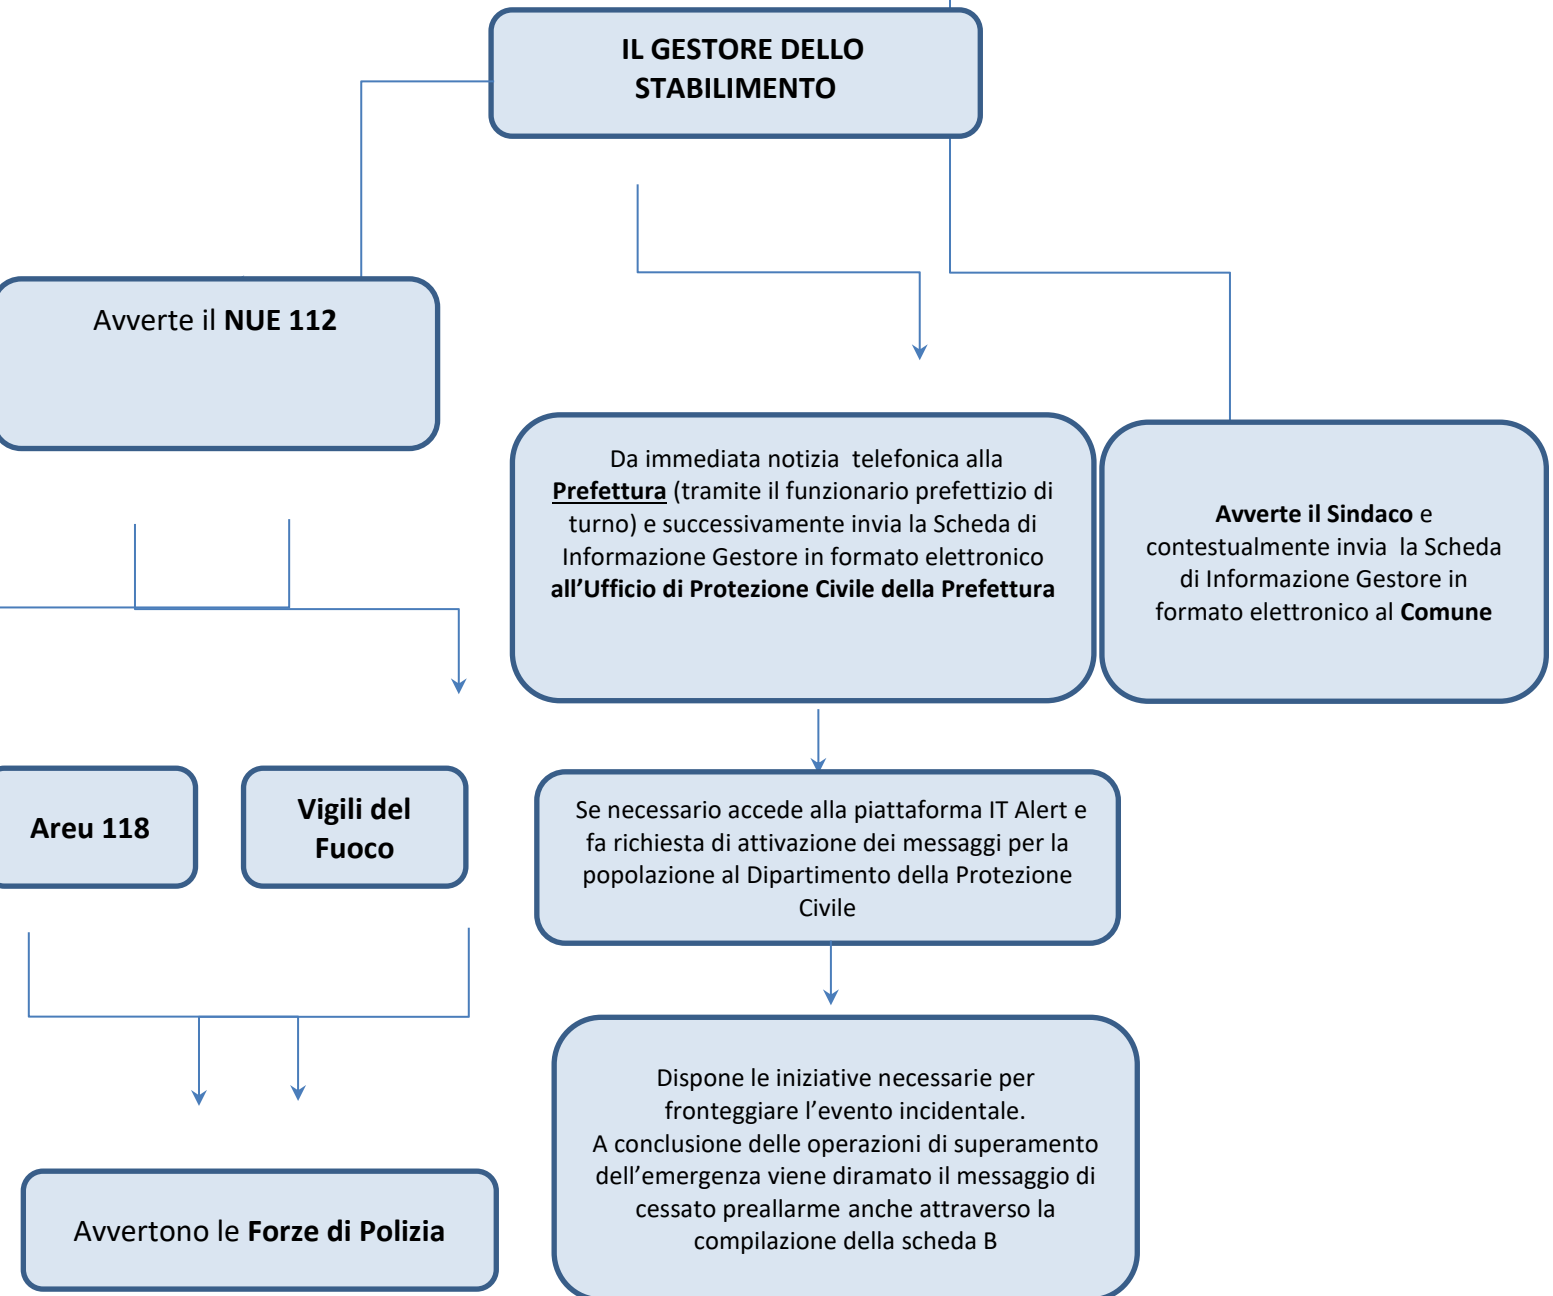 IL GESTORE DELLO
STABILIMENTO
Avverte il NUE 112
Da immediata notizia telefonica alla
Prefettura (tramite il funzionario prefettizio di
turno) e successivamente invia la Scheda di
Informazione Gestore in formato elettronico
all’Ufficio di Protezione Civile della Prefettura
Avverte il Sindaco e
contestualmente invia la Scheda
di Informazione Gestore in
formato elettronico al Comune
Areu 118
Vigili del
Fuoco
Se necessario accede alla piattaforma IT Alert e
fa richiesta di attivazione dei messaggi per la
popolazione al Dipartimento della Protezione
Civile
Dispone le iniziative necessarie per
fronteggiare l’evento incidentale.
A conclusione delle operazioni di superamento
dell’emergenza viene diramato il messaggio di
cessato preallarme anche attraverso la
compilazione della scheda B
Avvertono le Forze di Polizia